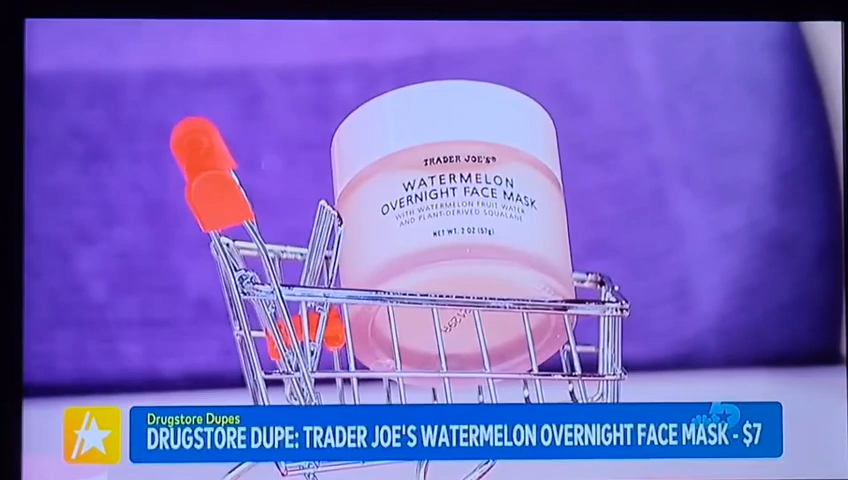 TRADER JOE'S®
WATERMELON
OVERNIGHT FACE MASK
WITH WATERMELON FRUIT WATER
AND PLANT-DERIVED SQUALANE
NET WT. 2 OZ (57g)
Drugstore Dupes
DRUGSTORE DUPE: TRADER JOE'S WATERMELON OVERNIGHT FACE MASK - $7